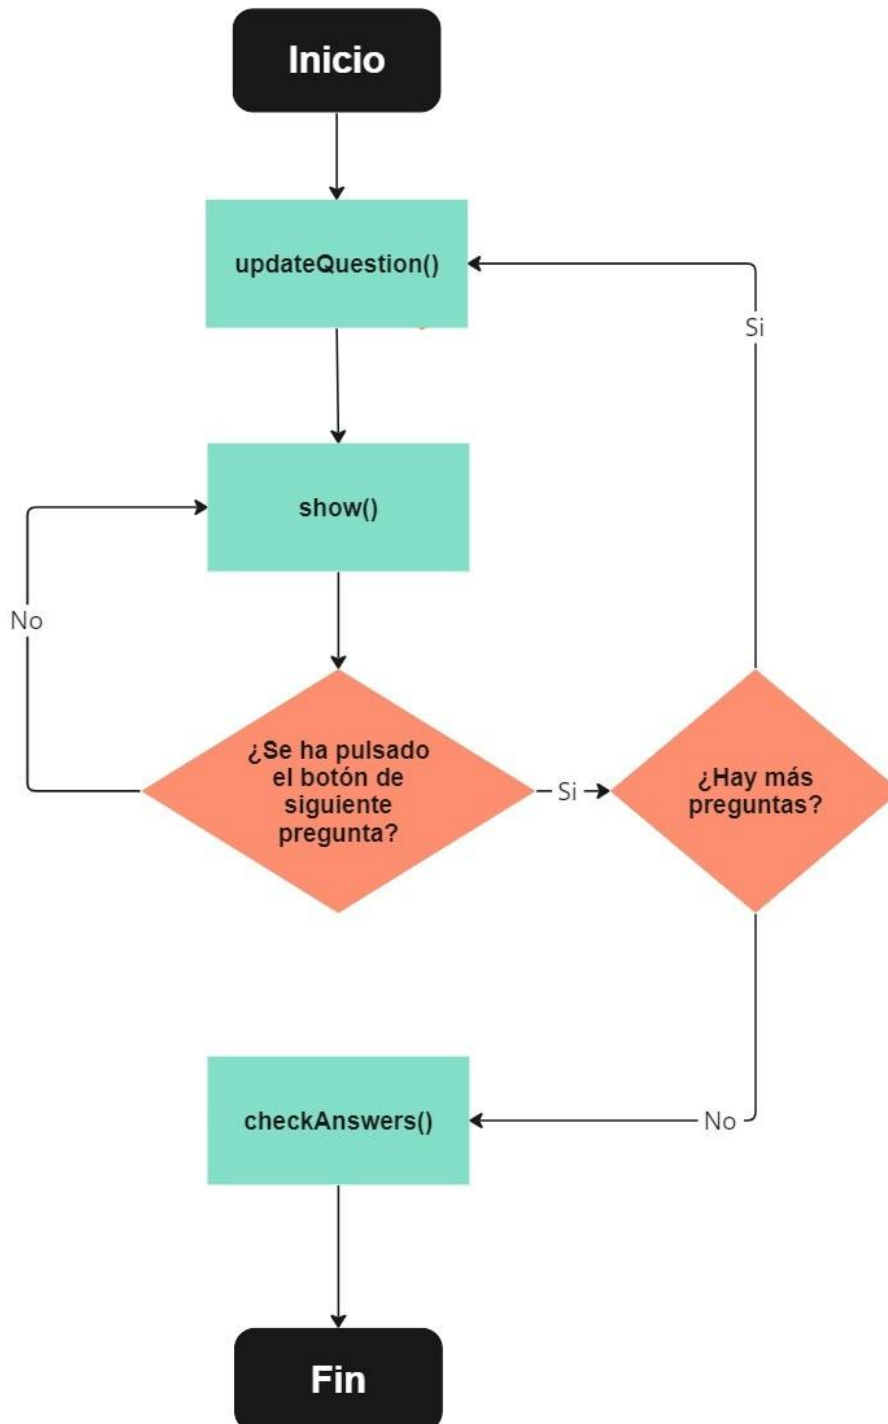 Inicio
updateQuestion()
Si
show()
No
¿Se ha pulsado
el botón de
siguiente
pregunta?
Si
¿Hay más
preguntas?
checkAnswers()
No
Fin